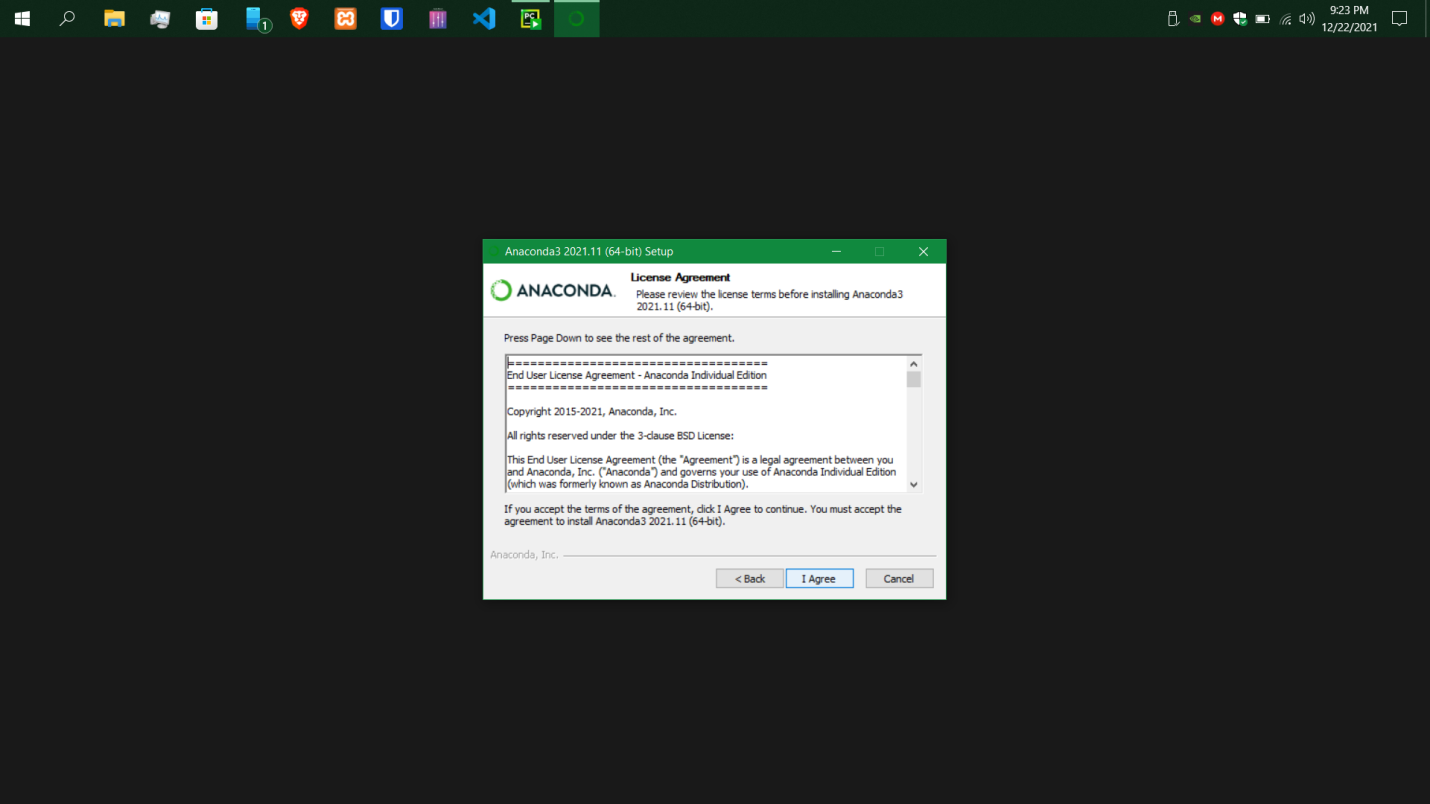 1
PC
M
9:23 PM
12/22/2021
Anaconda3 2021.11 (64-bit) Setup
ANACONDA.
License Agreement
Please review the license terms before installing Anaconda3
2021.11 (64-bit).
Press Page Down to see the rest of the agreement.
===================================
End User License Agreement - Anaconda Individual Edition
===================================
Copyright 2015-2021, Anaconda, Inc.
All rights reserved under the 3-clause BSD License:
This End User License Agreement (the "Agreement") is a legal agreement between you
and Anaconda, Inc. ("Anaconda") and governs your use of Anaconda Individual Edition
(which was formerly known as Anaconda Distribution).
If you accept the terms of the agreement, click I Agree to continue. You must accept the
agreement to install Anaconda3 2021.11 (64-bit).
Anaconda, Inc.
< Back
I Agree
Cancel